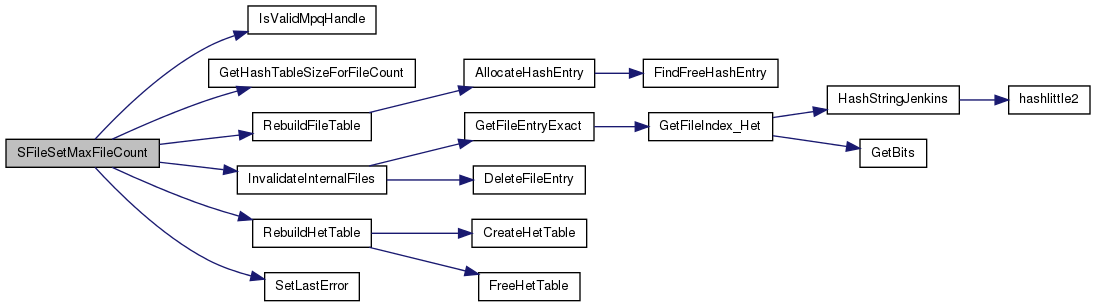 IsValidMpqHandle
GetHashTableSizeForFileCount
AllocateHashEntry
FindFreeHashEntry
HashStringJenkins
hashlittle2
RebuildFileTable
GetFileEntryExact
GetFileIndex_Het
SFileSetMaxFileCount
GetBits
InvalidateInternalFiles
DeleteFileEntry
RebuildHetTable
CreateHetTable
SetLastError
FreeHetTable